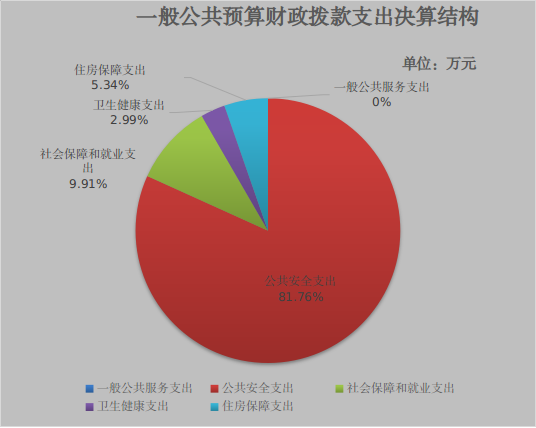 一般公共预算财政拨款支出决算结构
单位：万元
住房保障支出
5.34%
一般公共服务支出
0%
卫生健康支出
2.99%
社会保障和就业支
出
9.91%
公共安全支出
81.76%
一般公共服务支出 公共安全支出 社会保障和就业支出
卫生健康支出 住房保障支出